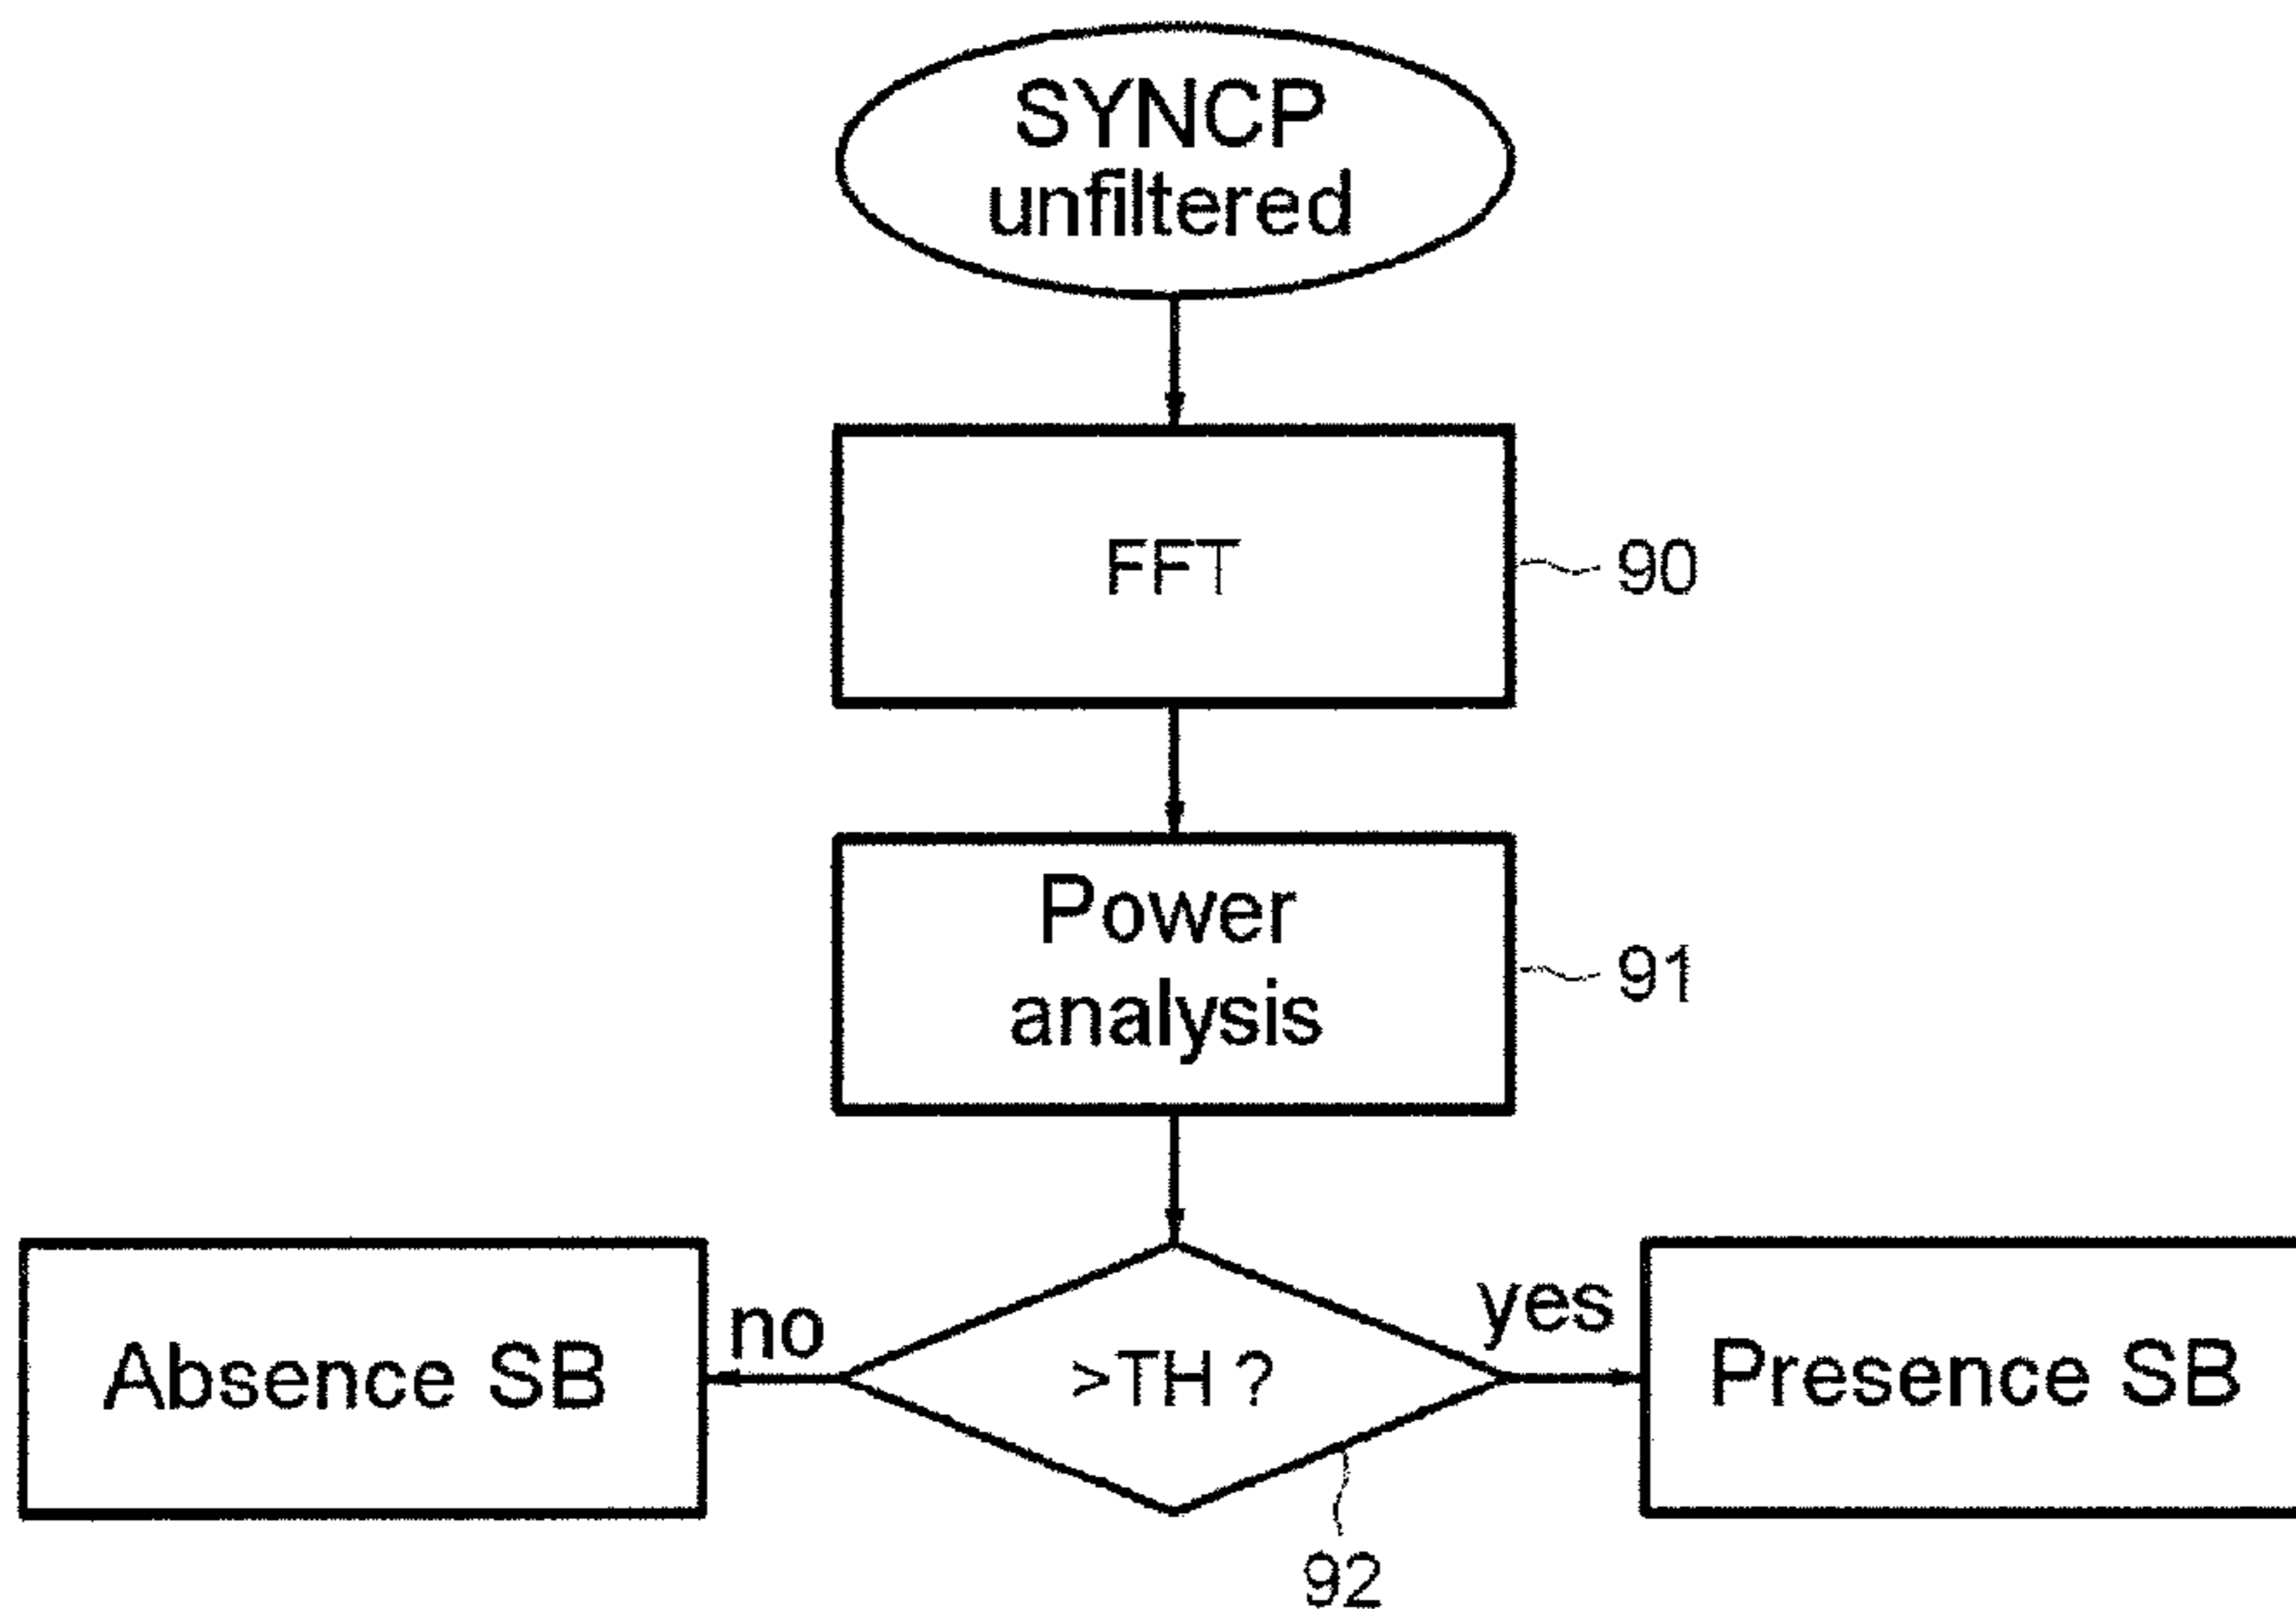 SYNCP
unfiltered
FFT
90
Power
analysis
91
Absence SB
no
>TH ?
yes
Presence SB
92